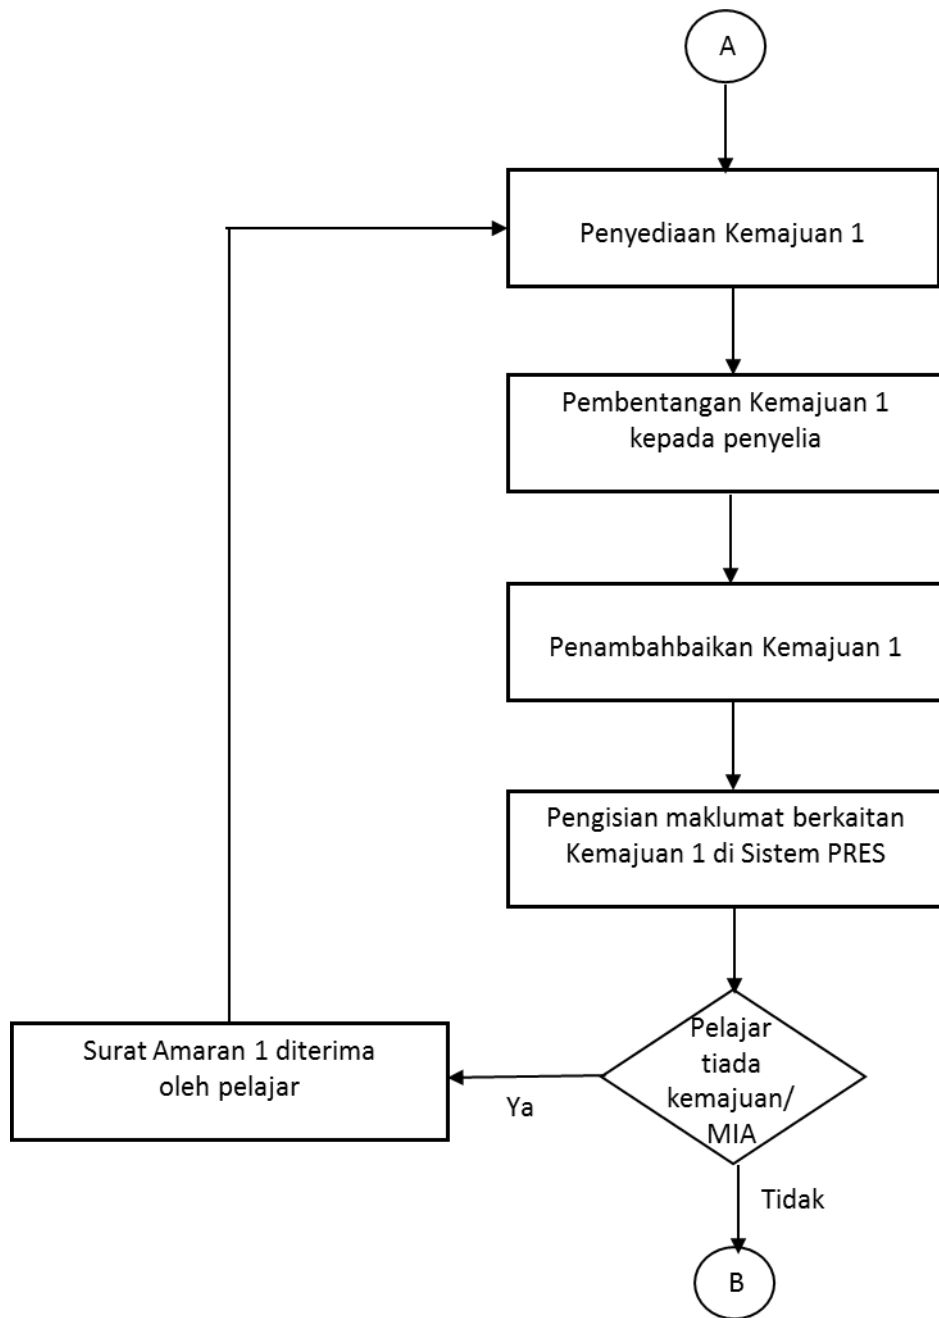 A
Penyediaan Kemajuan 1
Pembentangan Kemajuan 1
kepada penyelia
Penambahbaikan Kemajuan 1
Pengisian maklumat berkaitan
Kemajuan 1 di Sistem PRES
Pelajar
tiada
kemajuan/
MIA
Ya
Surat Amaran 1 diterima
oleh pelajar
Tidak
B